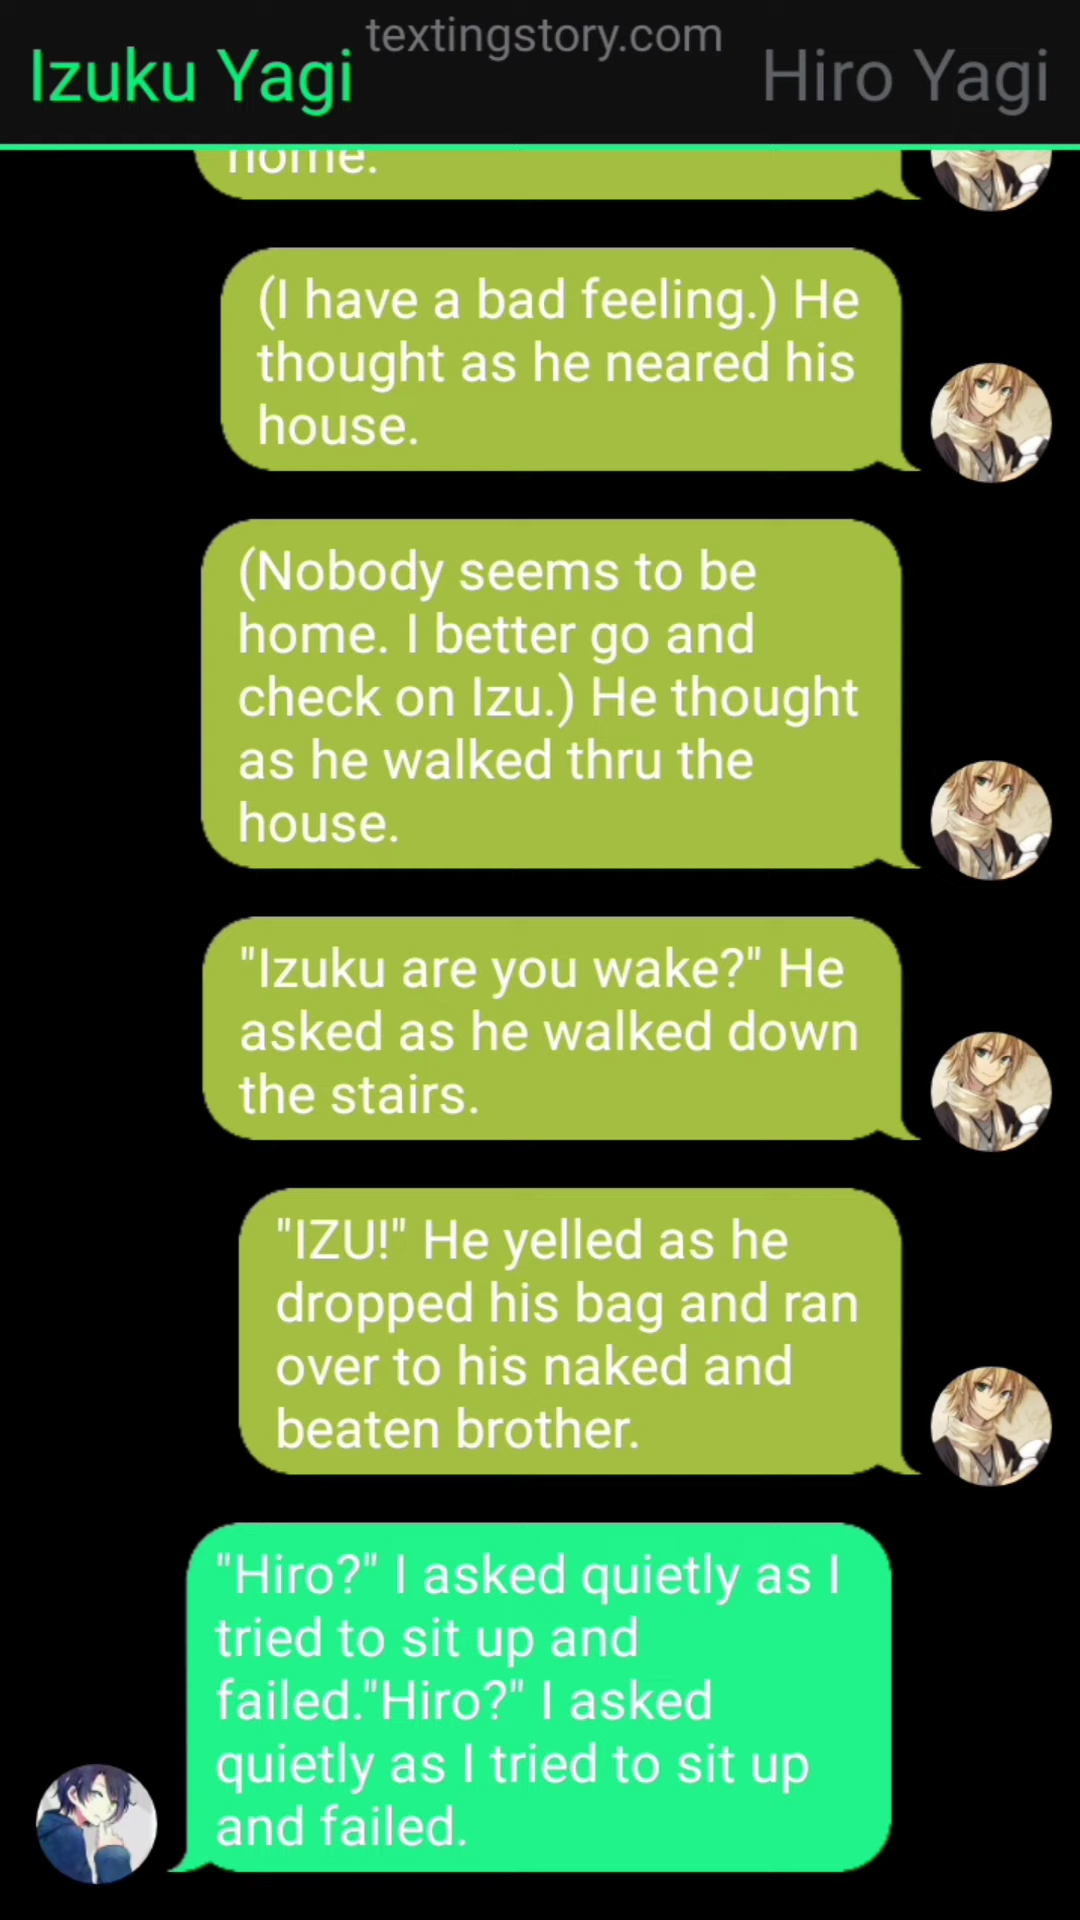 textingstory.com
Izuku Yagi
Hiro Yagi
home.
(I have a bad feeling.) He
thought as he neared his
house.
(Nobody seems to be
home. I better go and
check on Izu.) He thought
as he walked thru the
house.
"Izuku are you wake?" He
asked as he walked down
the stairs.
"IZU!" He yelled as he
dropped his bag and ran
over to his naked and
beaten brother.
"Hiro?" I asked quietly as I
tried to sit up and
failed."Hiro?" I asked
quietly as I tried to sit up
and failed.